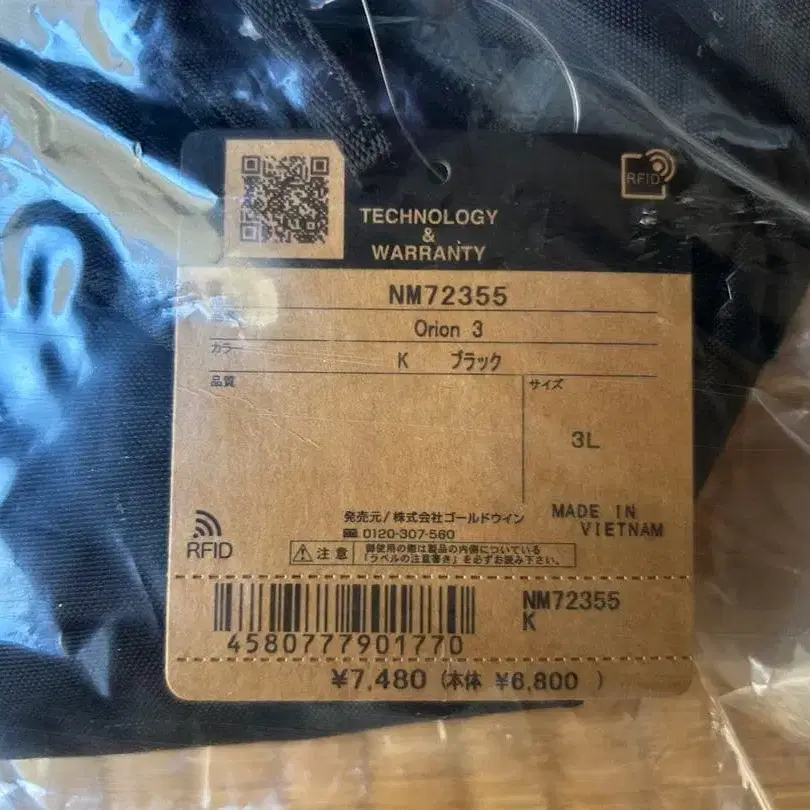 RFID
TECHNOLOGY
&
WARRANTY
NM72355
Orion 3
カラー
K ブラック
品質
サイズ
3L
発売元/株式会社ゴールドウイン
0120-307-560
MADE IN
VIETNAM
RFID
注意 御使用の際は製品の内側についている
「ラベルの注意書き」を必ずお読み下さい。
4580777901770
NM72355
K
¥7,480 (本体 ¥6,800 )